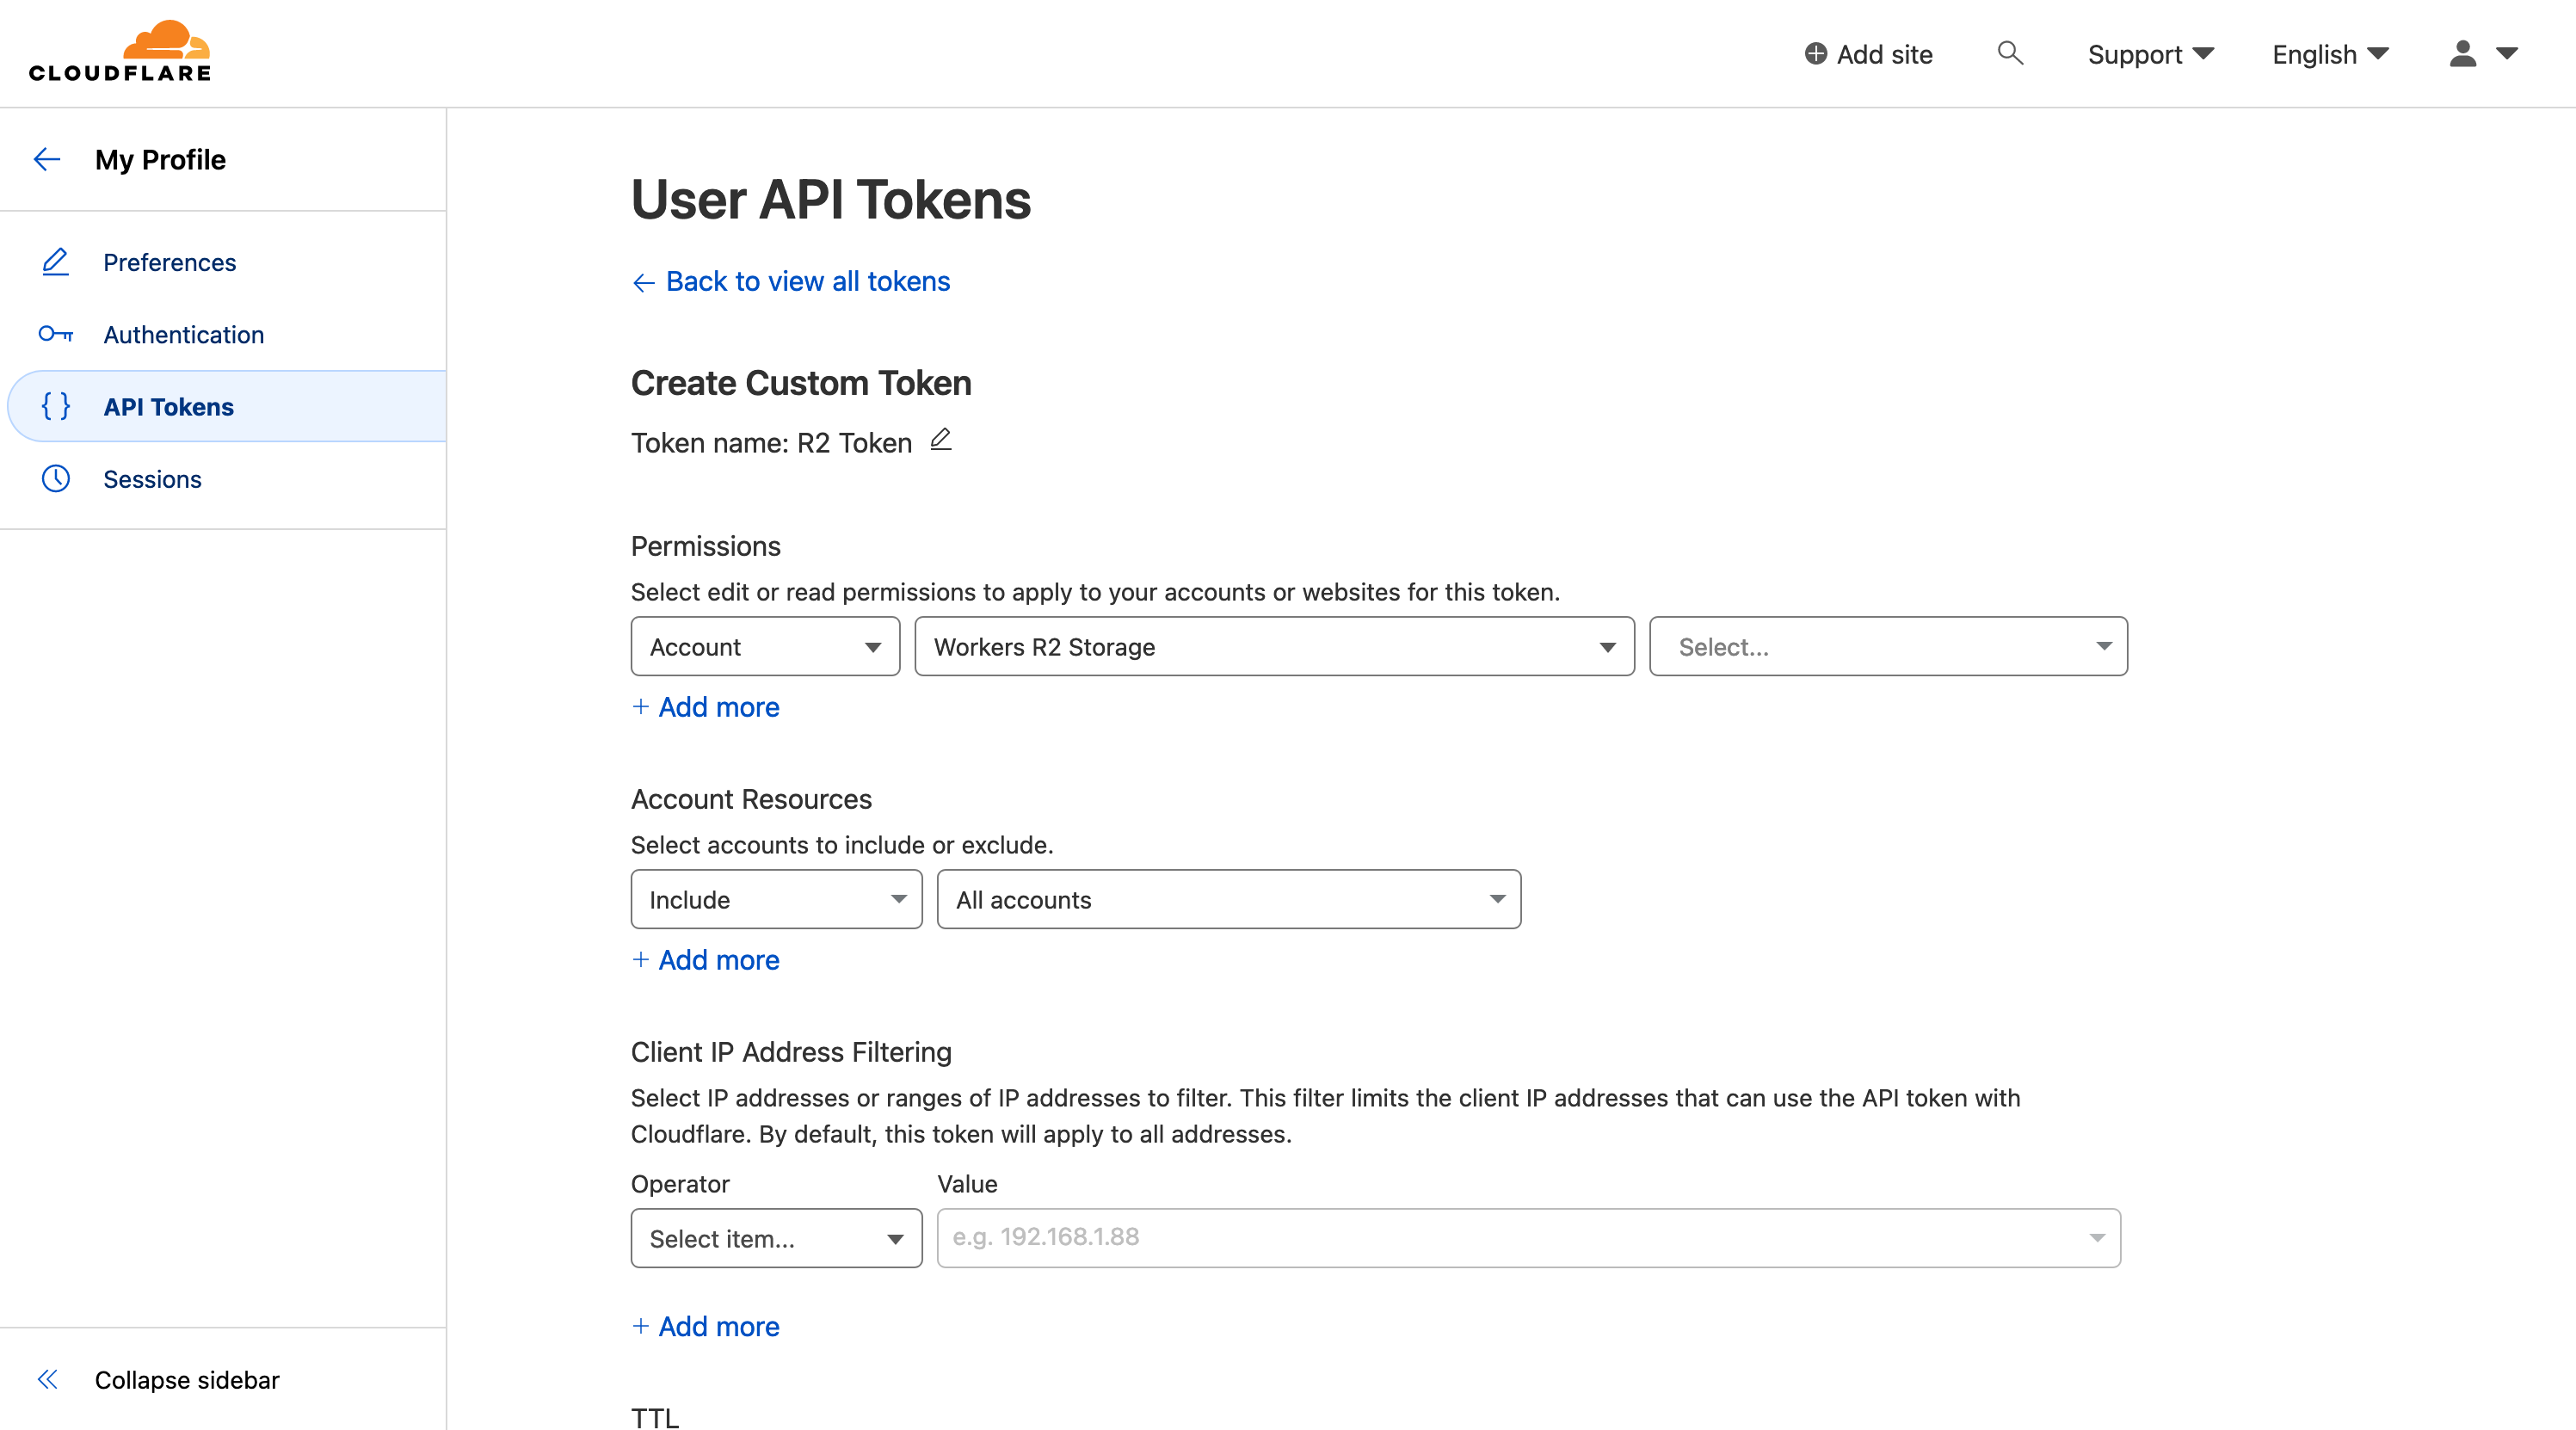 CLOUDFLARE
Add site
Support
English
My Profile
Preferences
Authentication
API Tokens
Sessions
Collapse sidebar
User API Tokens
Back to view all tokens
Create Custom Token
Token name: R2 Token
Permissions
Select edit or read permissions to apply to your accounts or websites for this token.
Account
Workers R2 Storage
Select...
+ Add more
Account Resources
Select accounts to include or exclude.
Include
All accounts
+ Add more
Client IP Address Filtering
Select IP addresses or ranges of IP addresses to filter. This filter limits the client IP addresses that can use the API token with
Cloudflare. By default, this token will apply to all addresses.
Operator
Value
Select item...
e.g. 192.168.1.88
+ Add more
TTL